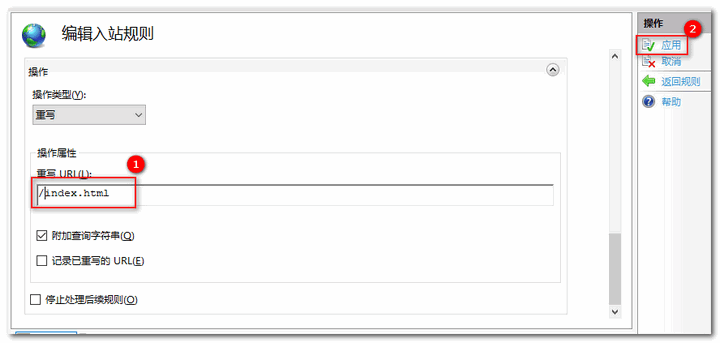 编辑入站规则
操作
操作类型(Y):
重写
操作属性
重写 URL(L):
1
/index.html
附加查询字符串(Q)
记录已重写的 URL(E)
停止处理后续规则(O)
操作
2
应用
取消
返回规则
帮助